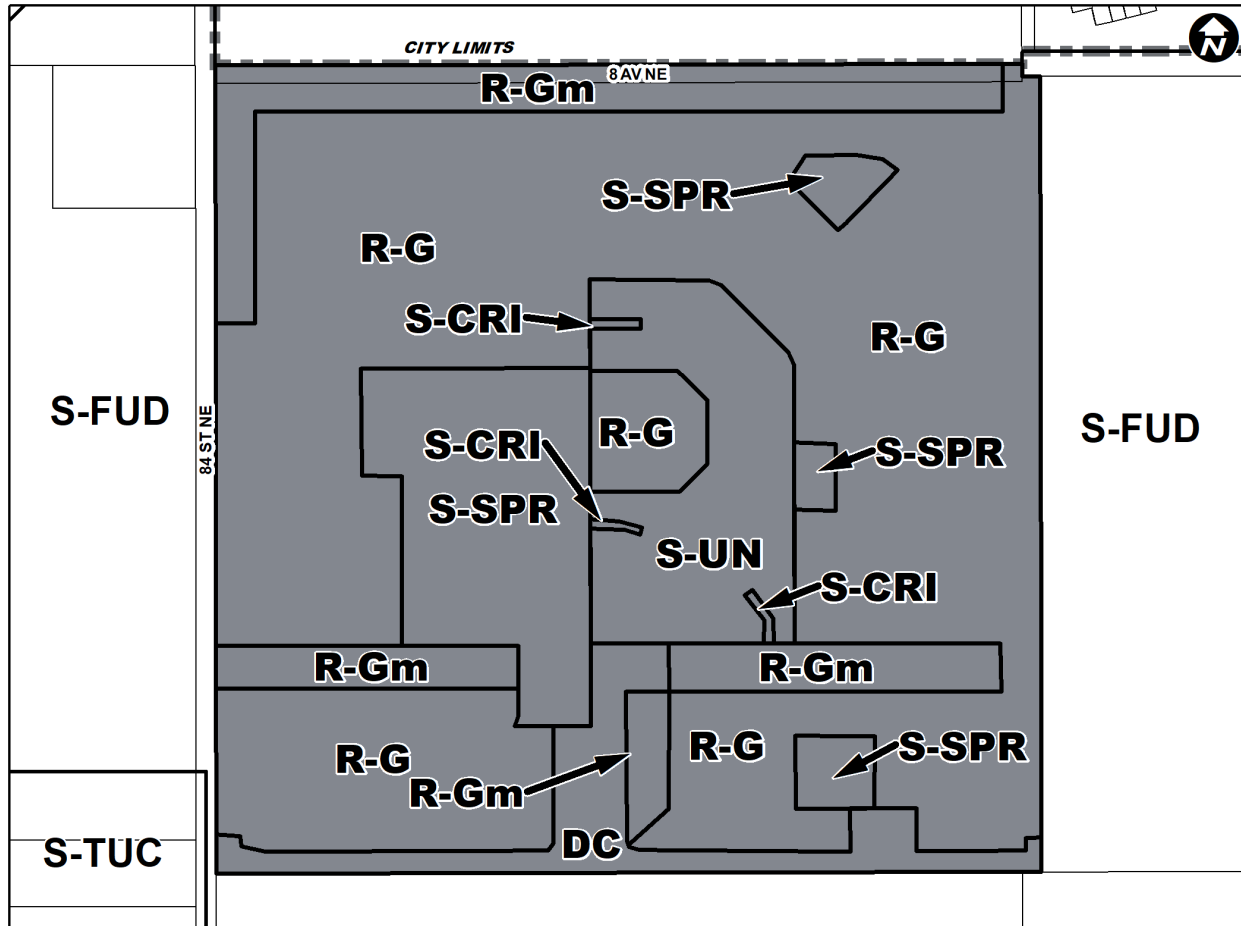 N
CITY LIMITS
8 AV NE
R-Gm
S-SPR
R-G
S-CRI
R-G
S-FUD
84 ST NE
S-FUD
R-G
S-CRI
S-SPR
S-SPR
S-UN
S-CRI
R-Gm
R-Gm
R-G
R-G
S-SPR
R-Gm
DC
S-TUC